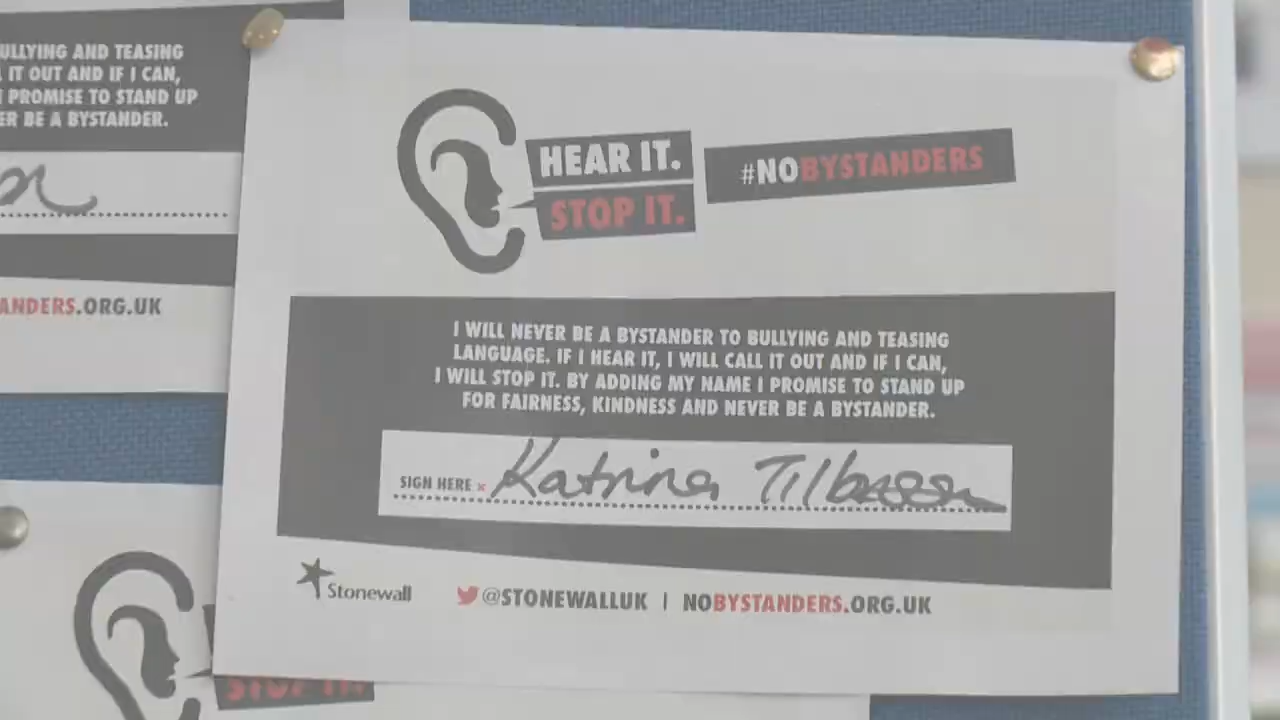 ULLYING AND TEASING
IT OUT AND IF I CAN,
PROMISE TO STAND UP
ER BE A BYSTANDER.
ANDERS.ORG.UK
HEAR IT.
STOP IT.
#NOBYSTANDERS
I WILL NEVER BE A BYSTANDER TO BULLYING AND TEASING
LANGUAGE. IF I HEAR IT, I WILL CALL IT OUT AND IF I CAN,
I WILL STOP IT. BY ADDING MY NAME I PROMISE TO STAND UP
FOR FAIRNESS, KINDNESS AND NEVER BE A BYSTANDER.
SIGN HERE × Katrina
Stonewall
@STONEWALLUK | NOBYSTANDERS.ORG.UK
STOP IT.